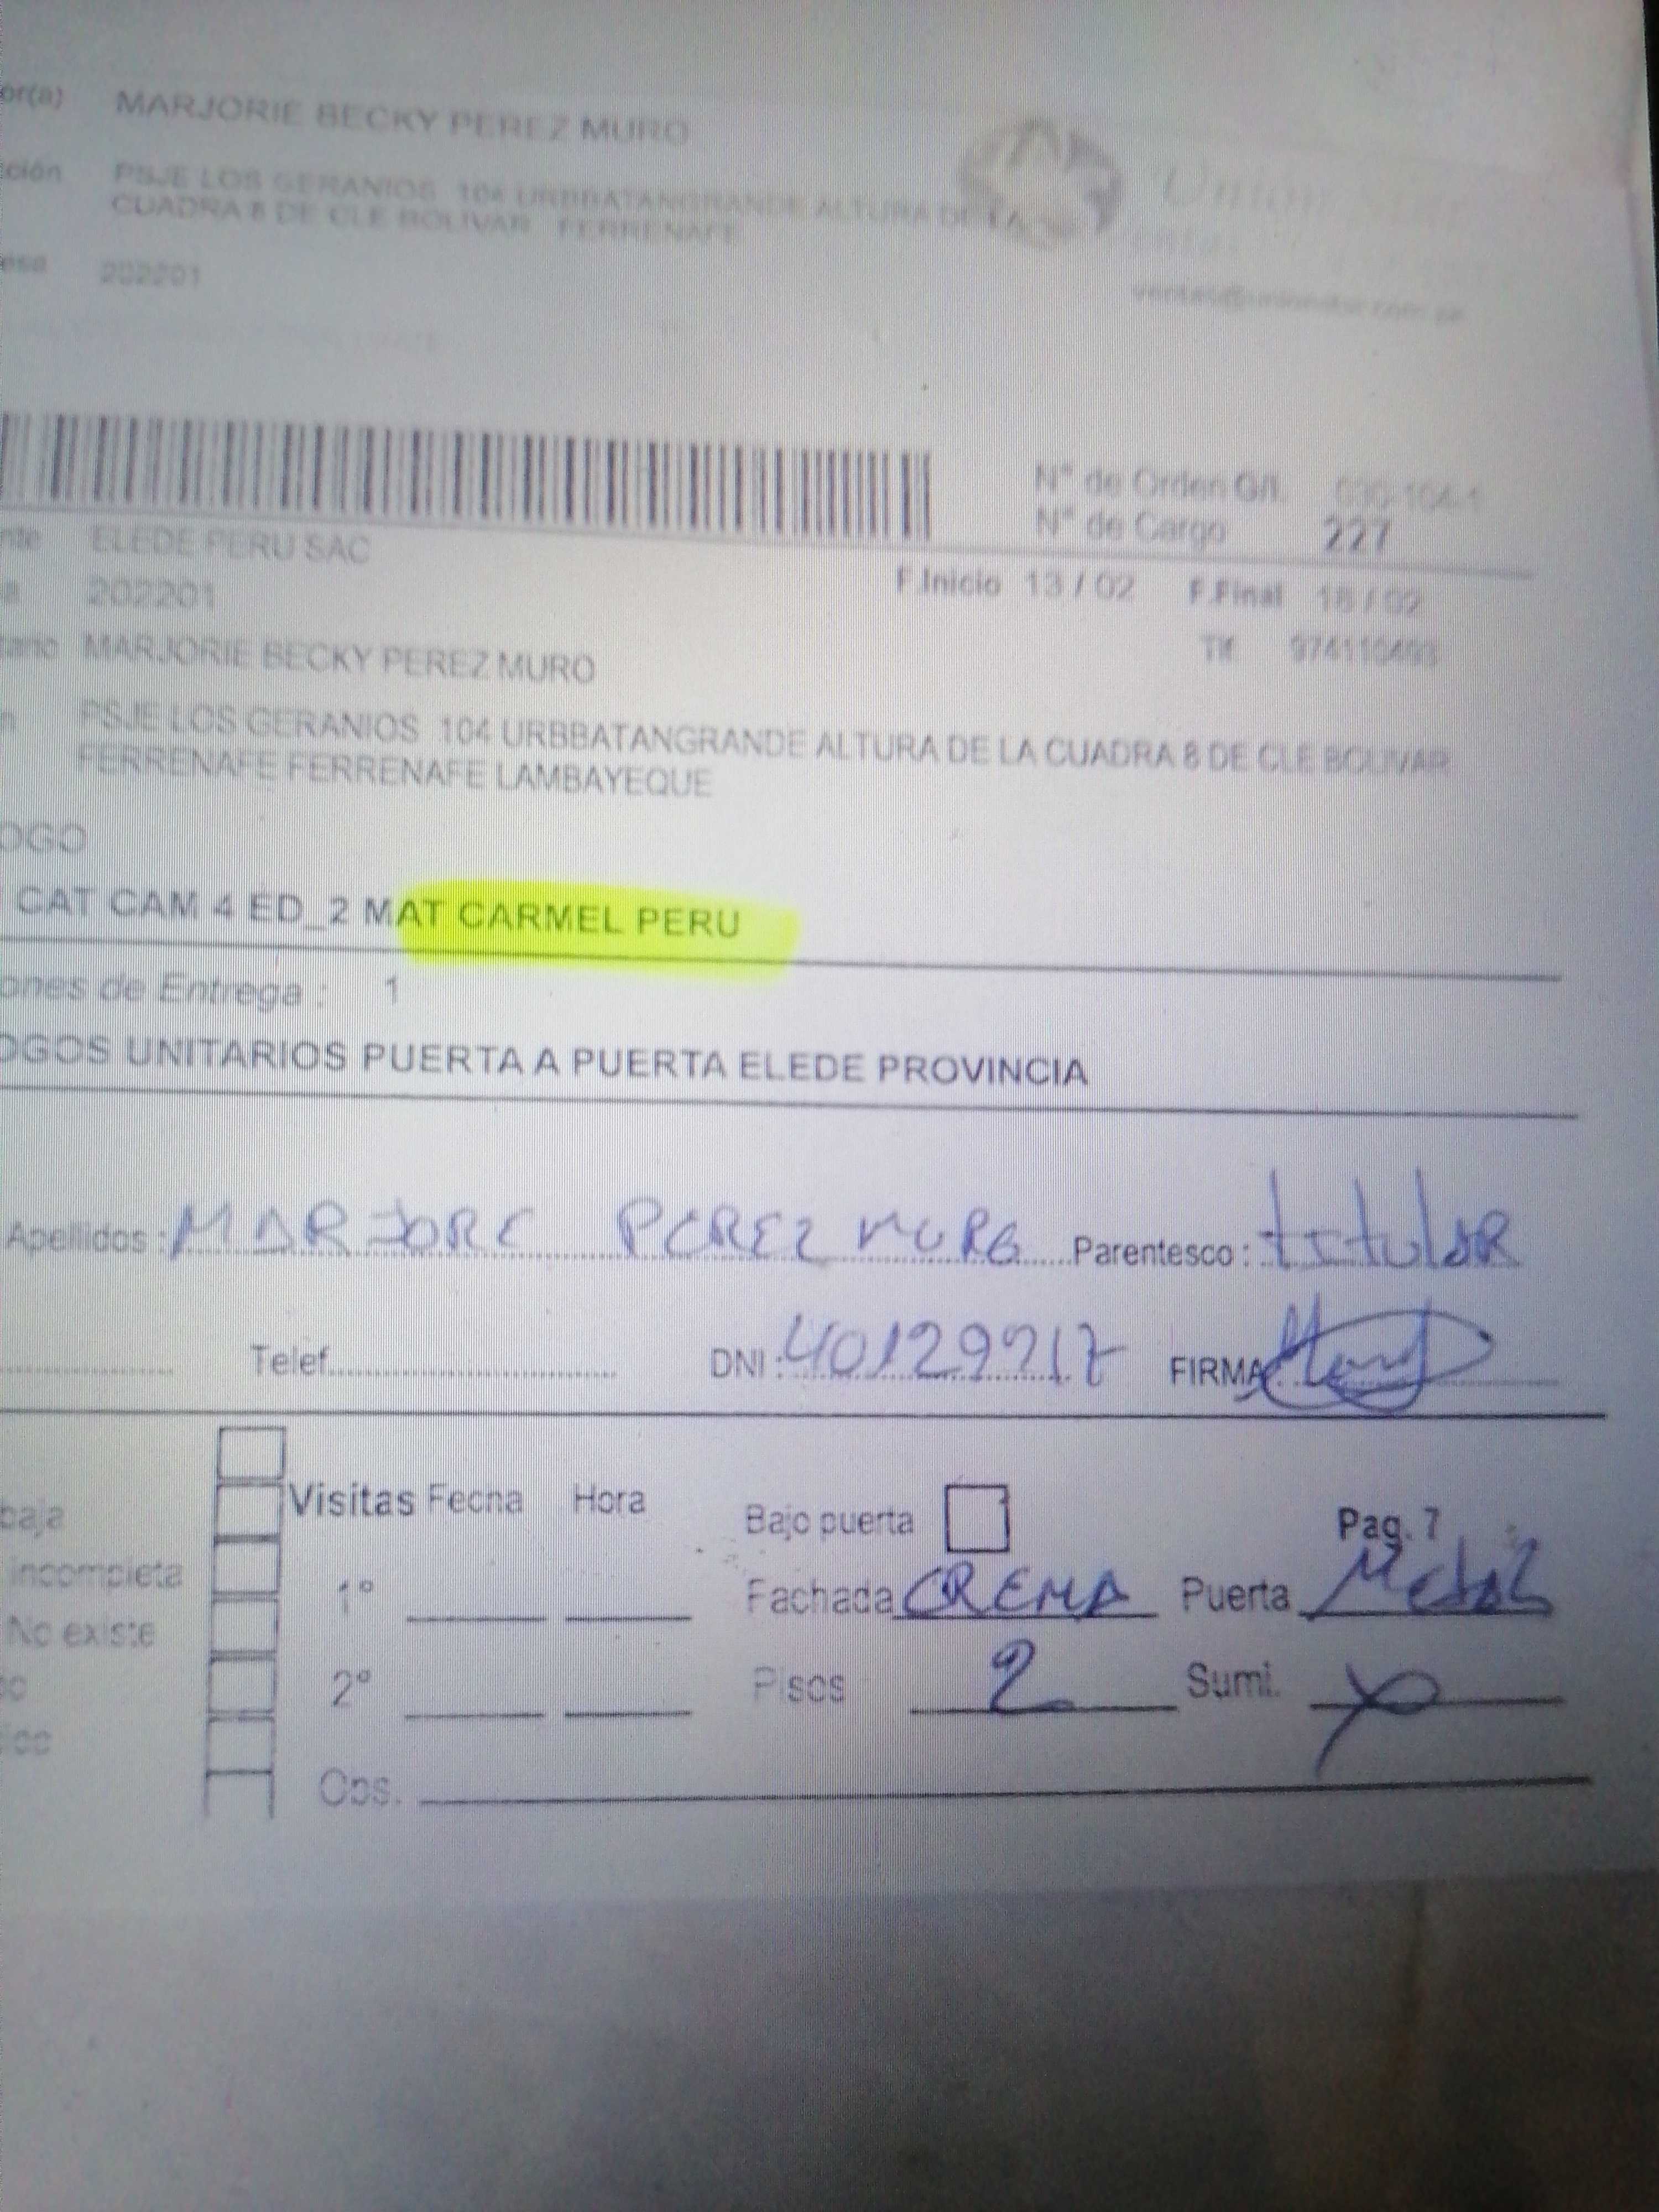 or(a) MARJORIE BECKY PEREZ MURO
ción PSJE LOS GERANIOS 104 URBBATANGRANDE ALTURA DE LA
CUADRA 8 DE CLE BOLIVAR FERRENAFE
esa 202201
N° de Orden G/I.
N° de Cargo 227
nte ELEDE PERU SAC
a 202201
F.Inicio 13 / 02 F.Final 18 / 02
tario MARJORIE BECKY PEREZ MURO
Tlf.
n PSJE LOS GERANIOS 104 URBBATANGRANDE ALTURA DE LA CUADRA 8 DE CLE BOLIVAR
FERRENAFE FERRENAFE LAMBAYEQUE
OGO
CAT CAM 4 ED_2 MAT CARMEL PERU
ones de Entrega : 1
OGOS UNITARIOS PUERTA A PUERTA ELEDE PROVINCIA
Apellidos : MARJORE PEREZ MURO Parentesco : titular
Telef. DNI : 40129917 FIRMA
Visitas Fecha Hora Bajo puerta Pag. 7
baja
incompleta 1° Fachada CREMA Puerta Metal
No existe
2° Pisos 2 Sumi.
Obs.